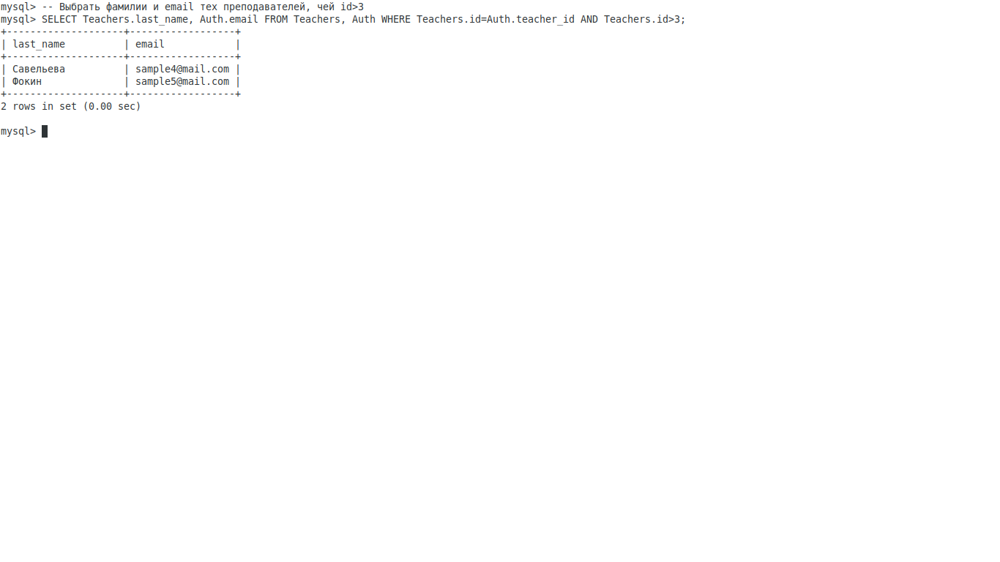 mysql> -- Выбрать фамилии и email тех преподавателей, чей id>3
mysql> SELECT Teachers.last_name, Auth.email FROM Teachers, Auth WHERE Teachers.id=Auth.teacher_id AND Teachers.id>3;
+--------------------+------------------+
| last_name          | email            |
+--------------------+------------------+
| Савельева          | sample4@mail.com |
| Фокин              | sample5@mail.com |
+--------------------+------------------+
2 rows in set (0.00 sec)
mysql>